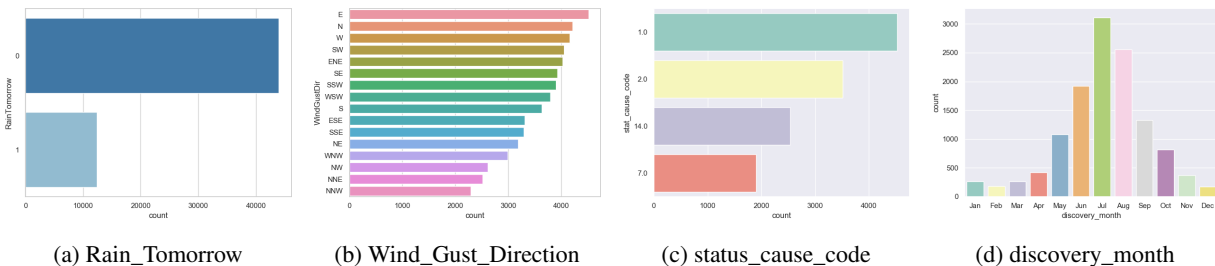 RainTomorrow
0
1
0
10000
20000
30000
40000
count
(a) Rain_Tomorrow
WindGustDir
E
N
W
SW
ENE
SE
SSW
WSW
S
ESE
SSE
NE
WNW
NW
NNE
NNW
0
1000
2000
3000
4000
count
(b) Wind_Gust_Direction
stat_cause_code
1.0
2.0
14.0
7.0
0
1000
2000
3000
4000
count
(c) status_cause_code
count
3000
2500
2000
1500
1000
500
0
Jan Feb Mar Apr May Jun Jul Aug Sep Oct Nov Dec
discovery_month
(d) discovery_month